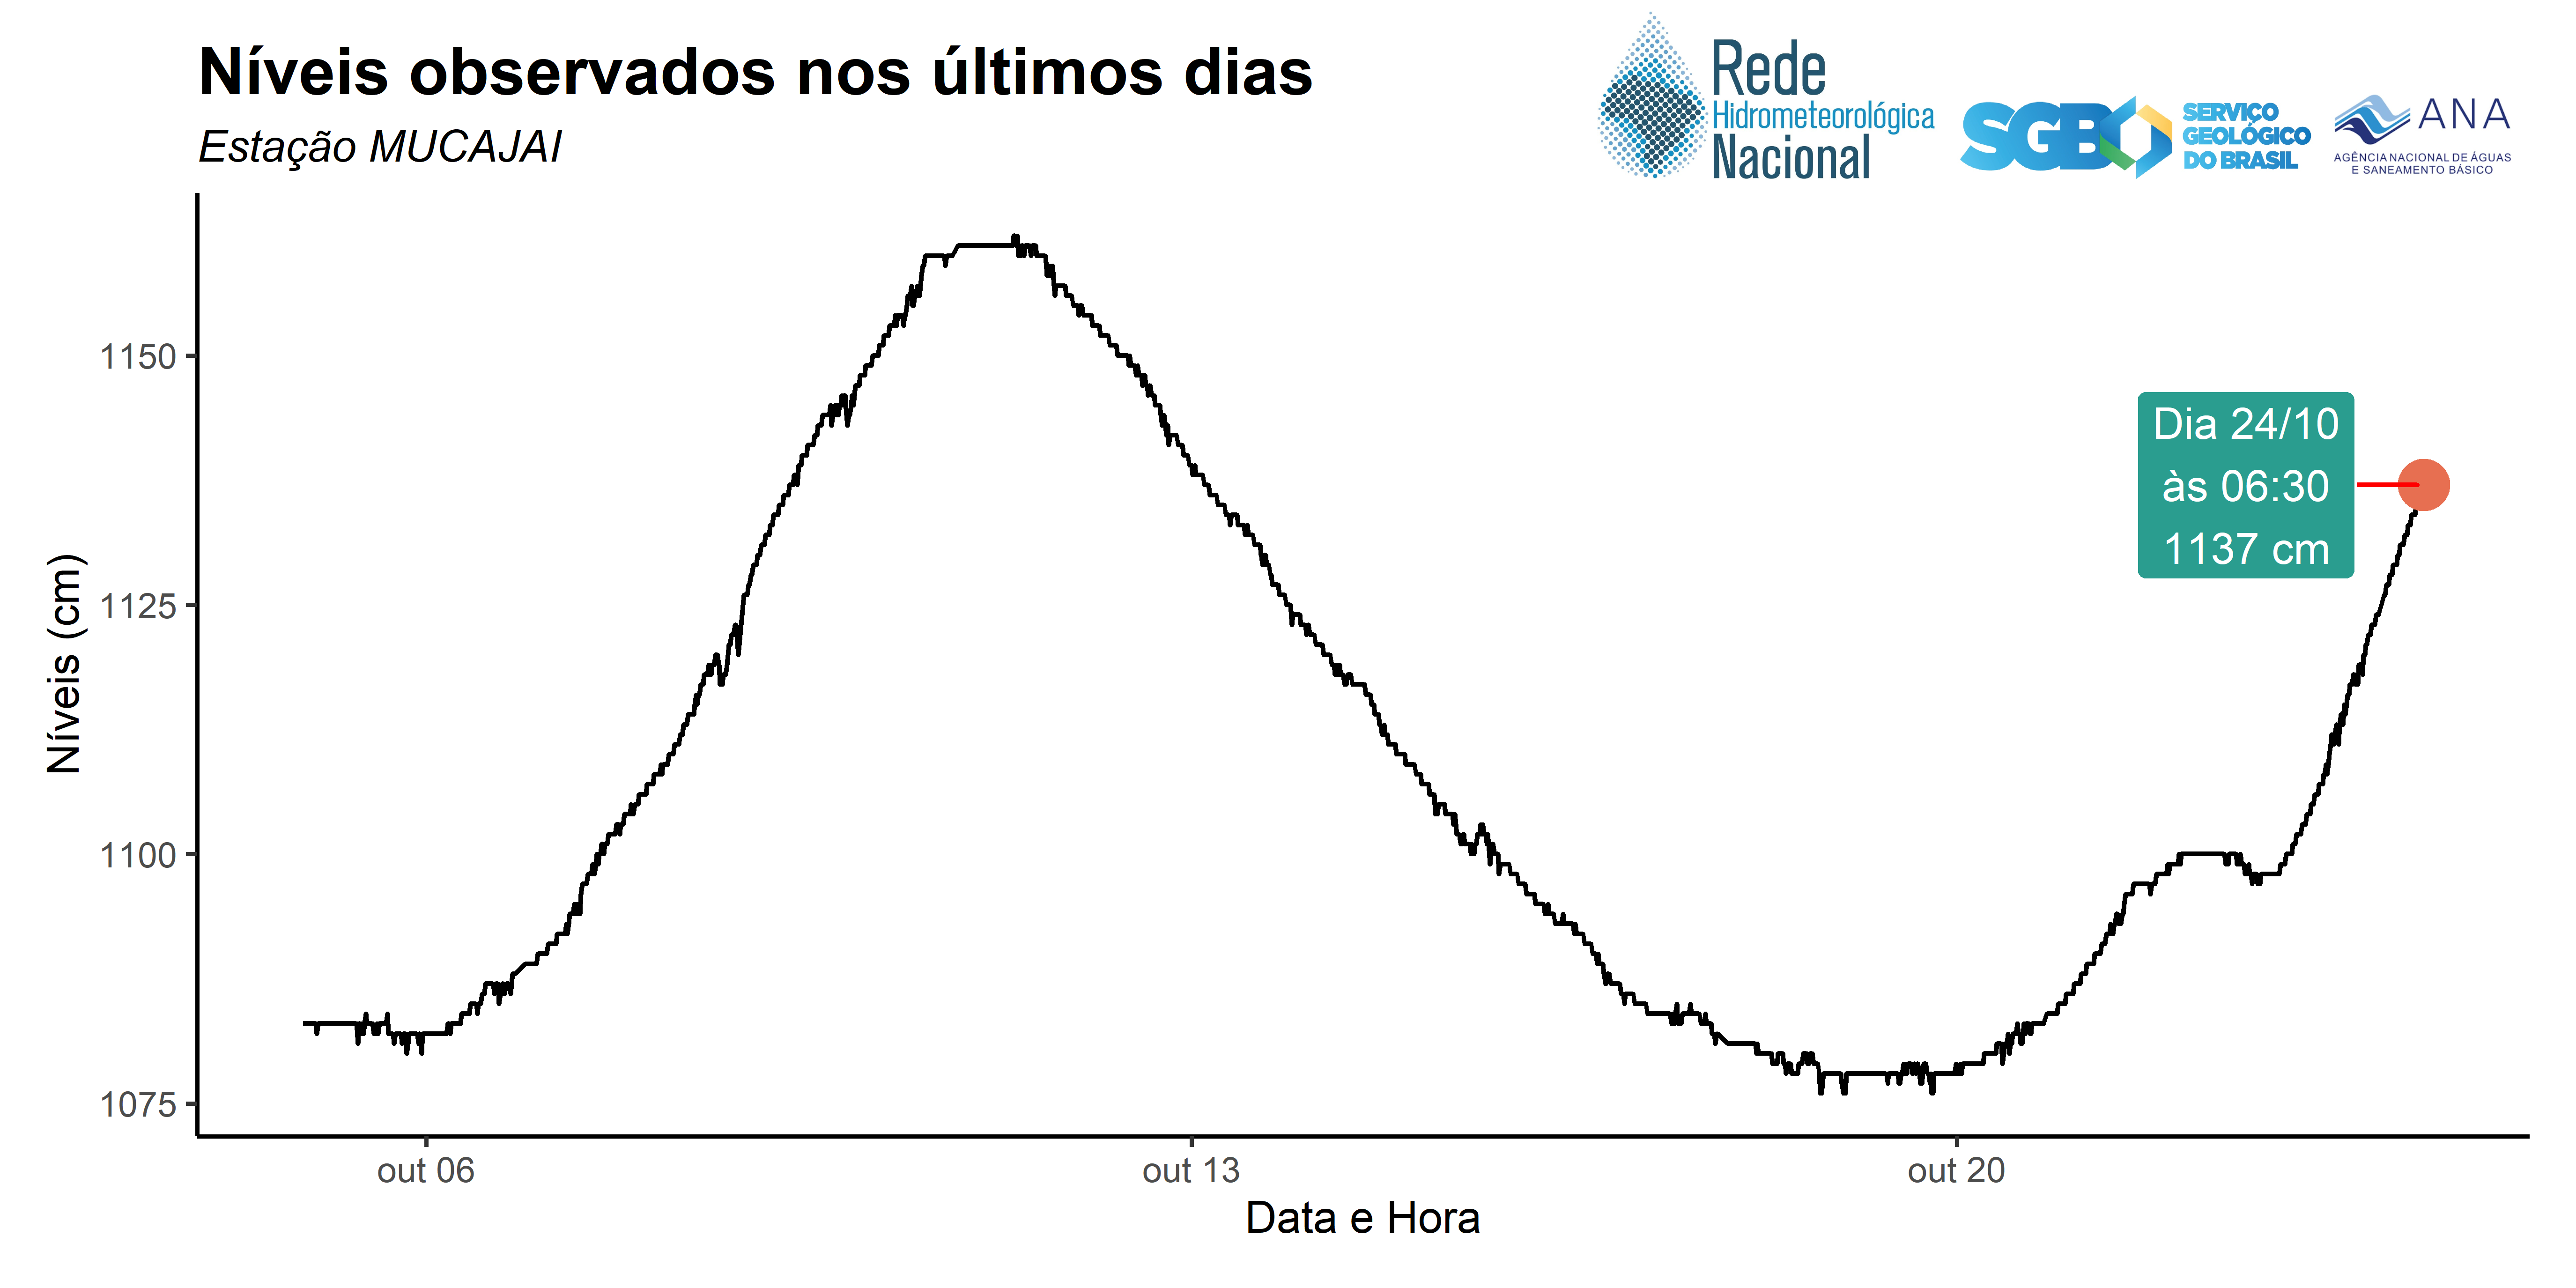 Níveis observados nos últimos dias
Estação MUCAJAI
Rede
Hidrometeorológica
Nacional
SGB
SERVIÇO
GEOLÓGICO
DO BRASIL
ANA
AGÊNCIA NACIONAL DE ÁGUAS
E SANEAMENTO BÁSICO
Níveis (cm)
1150
1125
1100
1075
Dia 24/10
às 06:30
1137 cm
out 06
out 13
out 20
Data e Hora